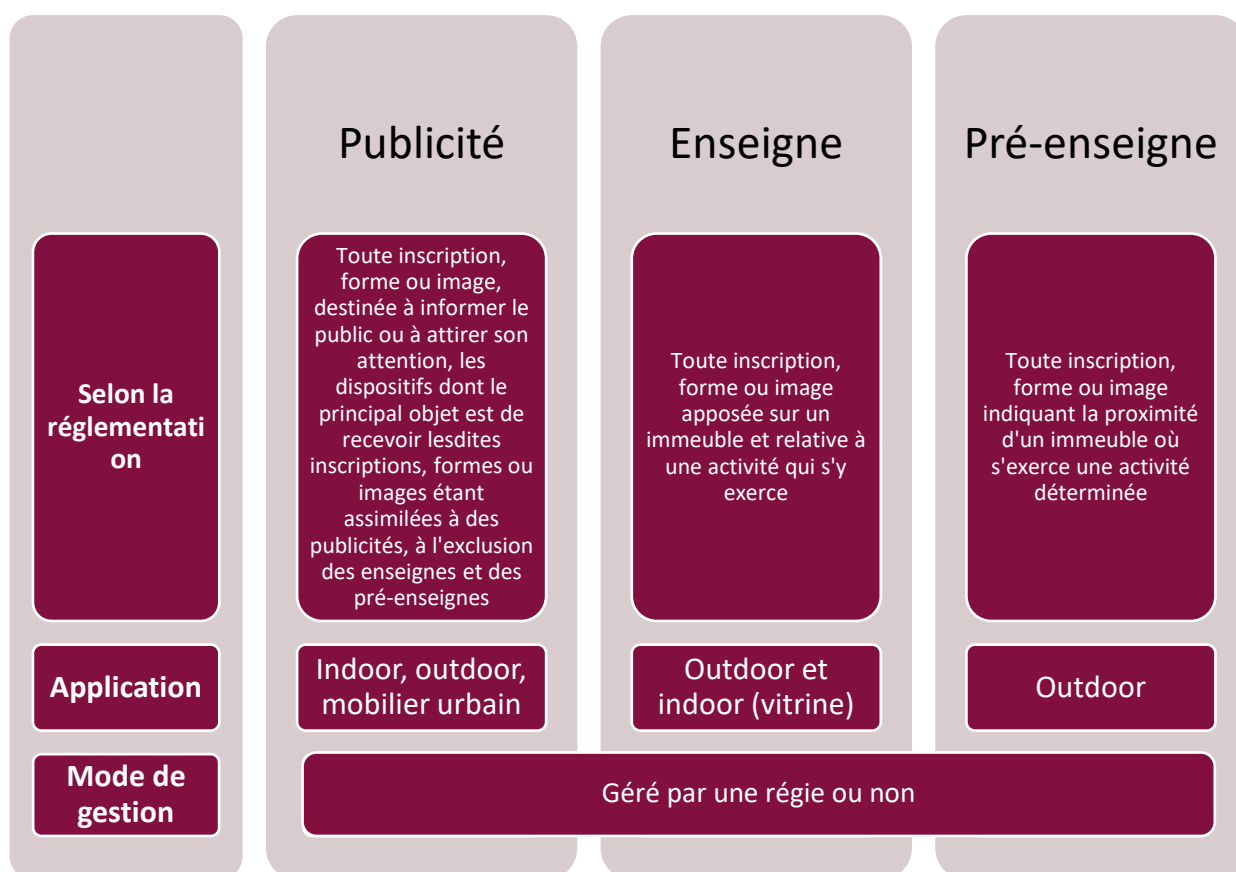 Publicité
Enseigne
Pré-enseigne
Selon la
réglementati
on
Toute inscription,
forme ou image,
destinée à informer le
public ou à attirer son
attention, les
dispositifs dont le
principal objet est de
recevoir lesdites
inscriptions, formes ou
images étant
assimilées à des
publicités, à l'exclusion
des enseignes et des
pré-enseignes
Toute inscription,
forme ou image
apposée sur un
immeuble et relative à
une activité qui s'y
exerce
Toute inscription,
forme ou image
indiquant la proximité
d'un immeuble où
s'exerce une activité
déterminée
Application
Indoor, outdoor,
mobilier urbain
Outdoor et
indoor (vitrine)
Outdoor
Mode de
gestion
Géré par une régie ou non